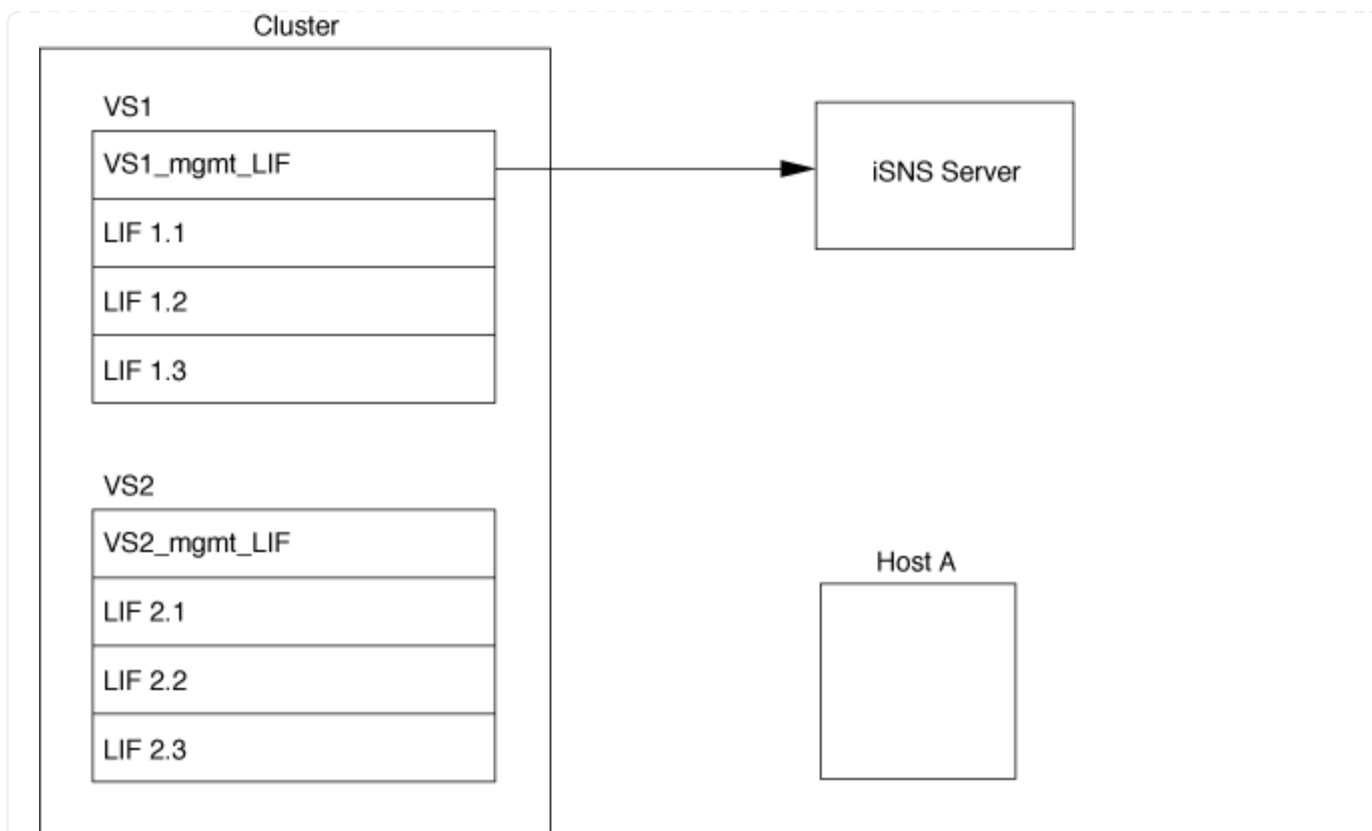 Cluster
VS1
VS1_mgmt_LIF
iSNS Server
LIF 1.1
LIF 1.2
LIF 1.3
VS2
VS2_mgmt_LIF
Host A
LIF 2.1
LIF 2.2
LIF 2.3